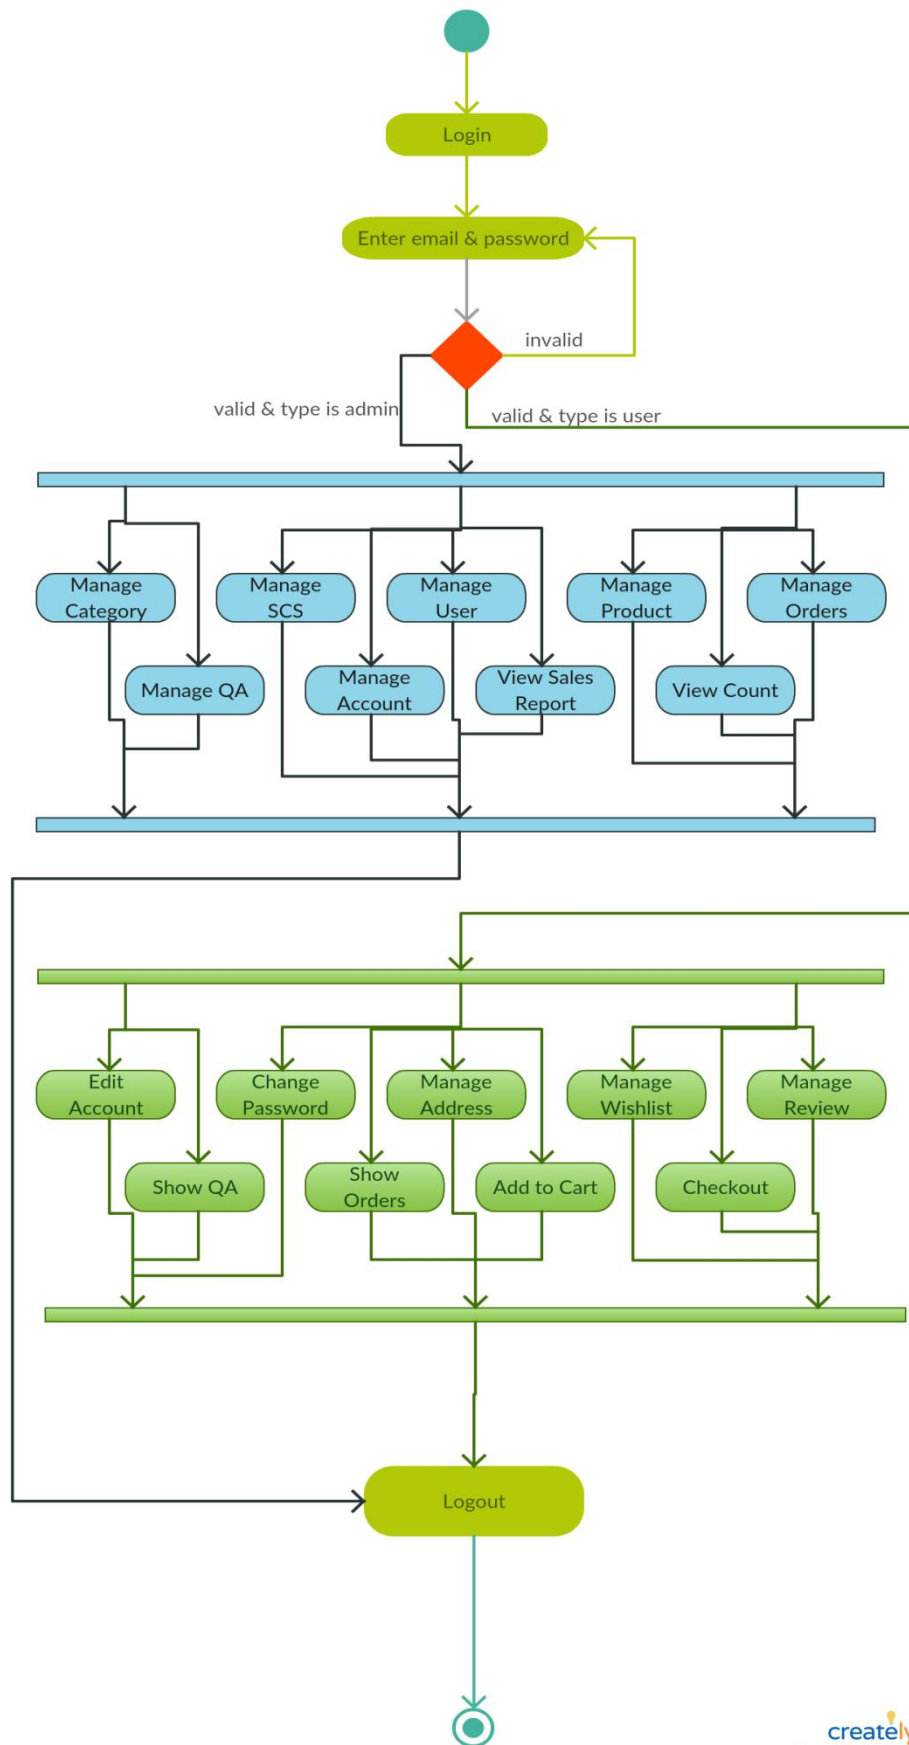 Login
Enter email & password
invalid
valid & type is admin
valid & type is user
Manage
Category
Manage
SCS
Manage
User
Manage
Product
Manage
Orders
Manage QA
Manage
Account
View Sales
Report
View Count
Edit
Account
Change
Password
Manage
Address
Manage
Wishlist
Manage
Review
Show QA
Show
Orders
Add to Cart
Checkout
Logout
creately